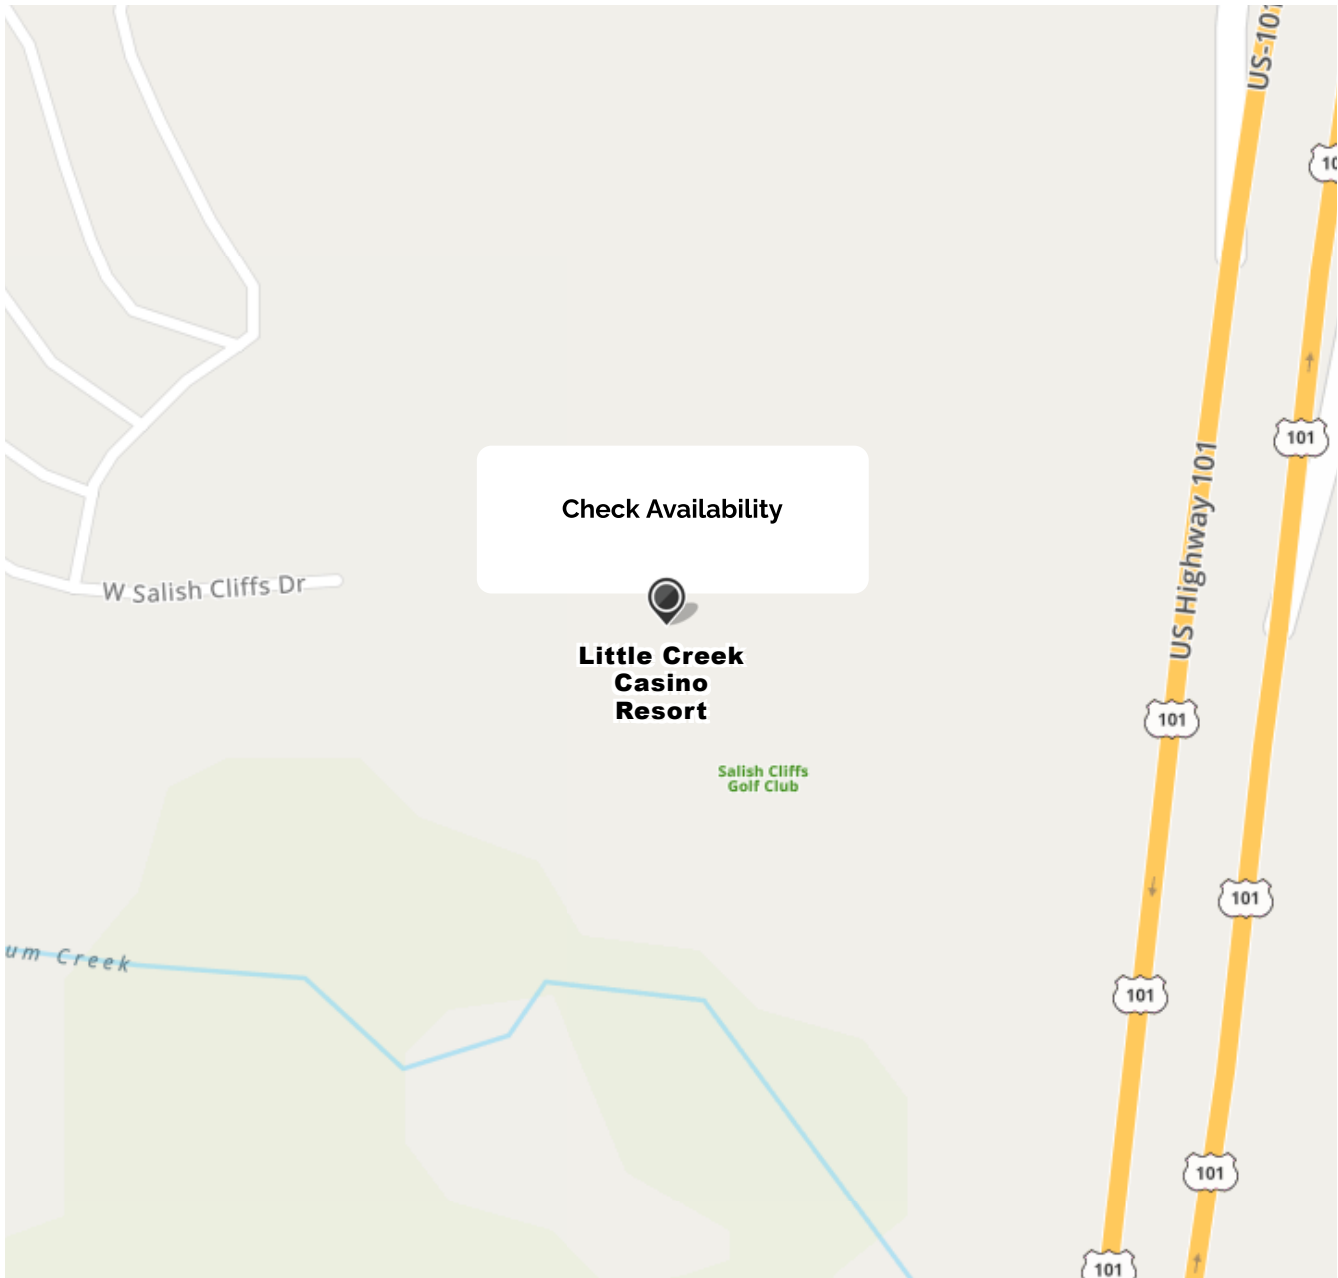 US-101
101
101
US Highway 101
Check Availability
W Salish Cliffs Dr
Little Creek
Casino
Resort
101
Salish Cliffs
Golf Club
101
Creek
101
101
101